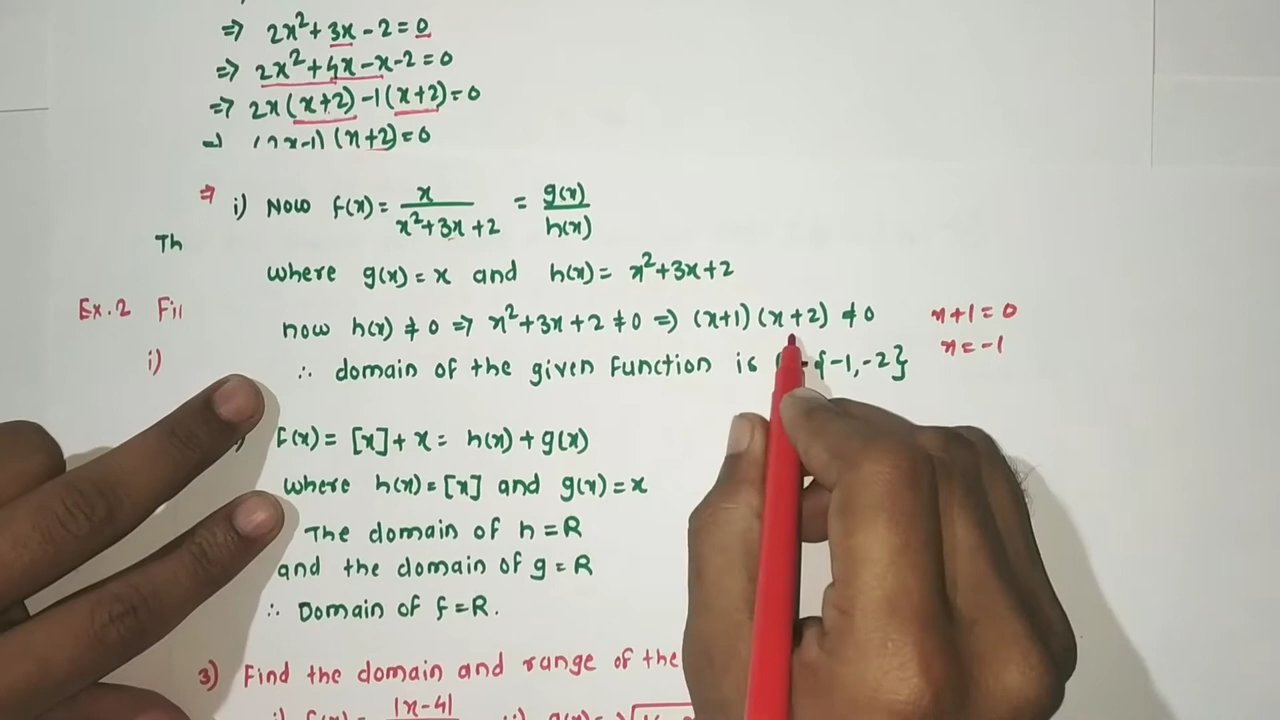 ⇒ 2x²+3x-2=0
⇒ 2x²+4x-x-2=0
⇒ 2x(x+2)-1(x+2)=0
(x+2)=0
⇒ i) Now f(x)= x/(x²+3x+2) = g(x)/h(x)
Th
where g(x)=x and h(x)= x²+3x+2
Ex.2
now h(x)≠0 ⇒ x²+3x+2≠0 ⇒ (x+1)(x+2) ≠0
x+1=0
x=-1
i)
∴ domain of the given function is -{-1,-2}
f(x)=[x]+x= h(x)+g(x)
where h(x)=[x] and g(x)=x
The domain of h=R
and the domain of g=R
∴ Domain of f=R.
3) Find the domain and range of the
|x-4|